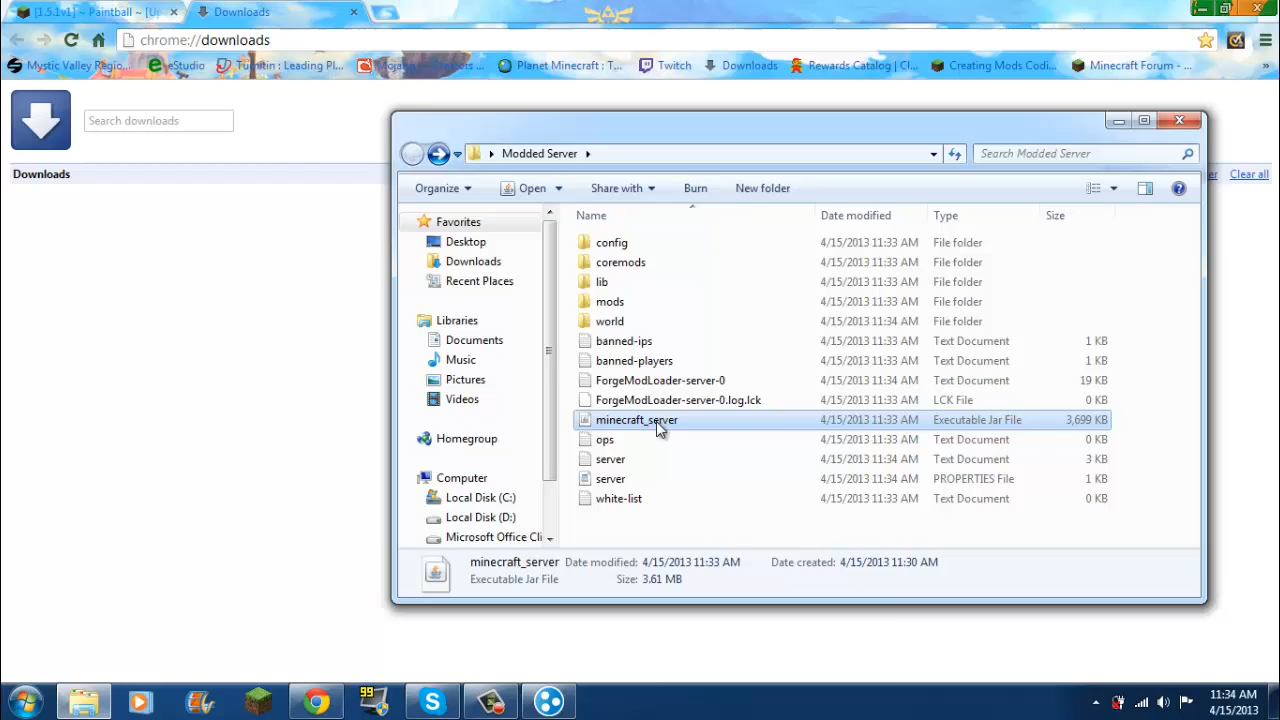 [1.5.1v1] ~ Paintball ~ [U
Downloads
chrome://downloads
Mystic Valley Regio... eStudio Turnitin : Leading Pl... Planet Minecraft : T... Twitch Downloads Rewards Catalog | Cl... Creating Mods Codi... Minecraft Forum - ... »
Search downloads
Downloads
Clear all
Modded Server
Search Modded Server
Organize Open Share with Burn New folder
Name Date modified Type Size
Favorites
Desktop
Downloads
Recent Places
Libraries
Documents
Music
Pictures
Videos
Homegroup
Computer
Local Disk (C:)
Local Disk (D:)
Microsoft Office Cli
config 4/15/2013 11:33 AM File folder
coremods 4/15/2013 11:33 AM File folder
lib 4/15/2013 11:33 AM File folder
mods 4/15/2013 11:33 AM File folder
world 4/15/2013 11:34 AM File folder
banned-ips 4/15/2013 11:33 AM Text Document 1 KB
banned-players 4/15/2013 11:33 AM Text Document 1 KB
ForgeModLoader-server-0 4/15/2013 11:34 AM Text Document 19 KB
ForgeModLoader-server-0.log.lck 4/15/2013 11:33 AM LCK File 0 KB
minecraft_server 4/15/2013 11:33 AM Executable Jar File 3,699 KB
ops 4/15/2013 11:33 AM Text Document 0 KB
server 4/15/2013 11:34 AM Text Document 3 KB
server 4/15/2013 11:34 AM PROPERTIES File 1 KB
white-list 4/15/2013 11:33 AM Text Document 0 KB
minecraft_server Date modified: 4/15/2013 11:33 AM Date created: 4/15/2013 11:30 AM
Executable Jar File Size: 3.61 MB
99
11:34 AM
4/15/2013